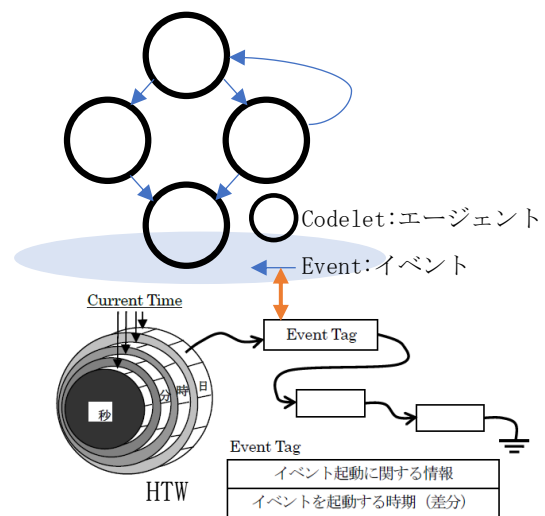 Codelet:エージェント
Event:イベント
Current Time
Event Tag
秒
分
時
日
HTW
Event Tag
イベント起動に関する情報
イベントを起動する時期（差分）